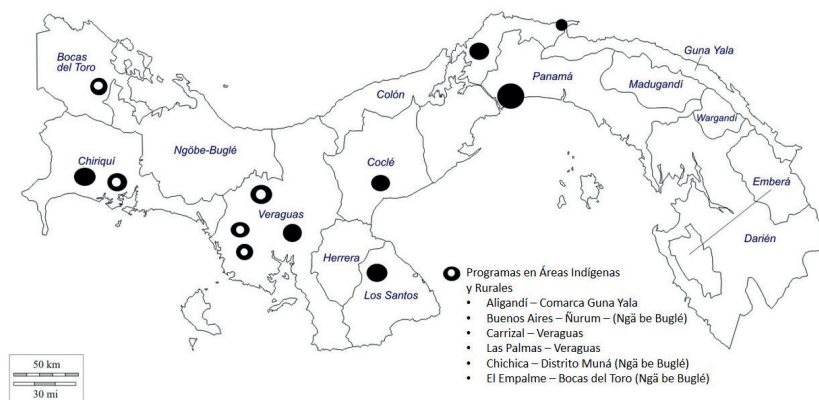 Guna Yala
Bocas
del Toro
Panamá
Madugandí
Colón
Wargandí
Ngöbe-Buglé
Chiriquí
Coclé
Emberá
Veraguas
Darién
Herrera
Los Santos
Programas en Áreas Indígenas
y Rurales
• Aligandí – Comarca Guna Yala
• Buenos Aires – Ñurum – (Ngä be Buglé)
• Carrizal – Veraguas
• Las Palmas – Veraguas
• Chichica – Distrito Muná (Ngä be Buglé)
• El Empalme – Bocas del Toro (Ngä be Buglé)
50 km
30 mi